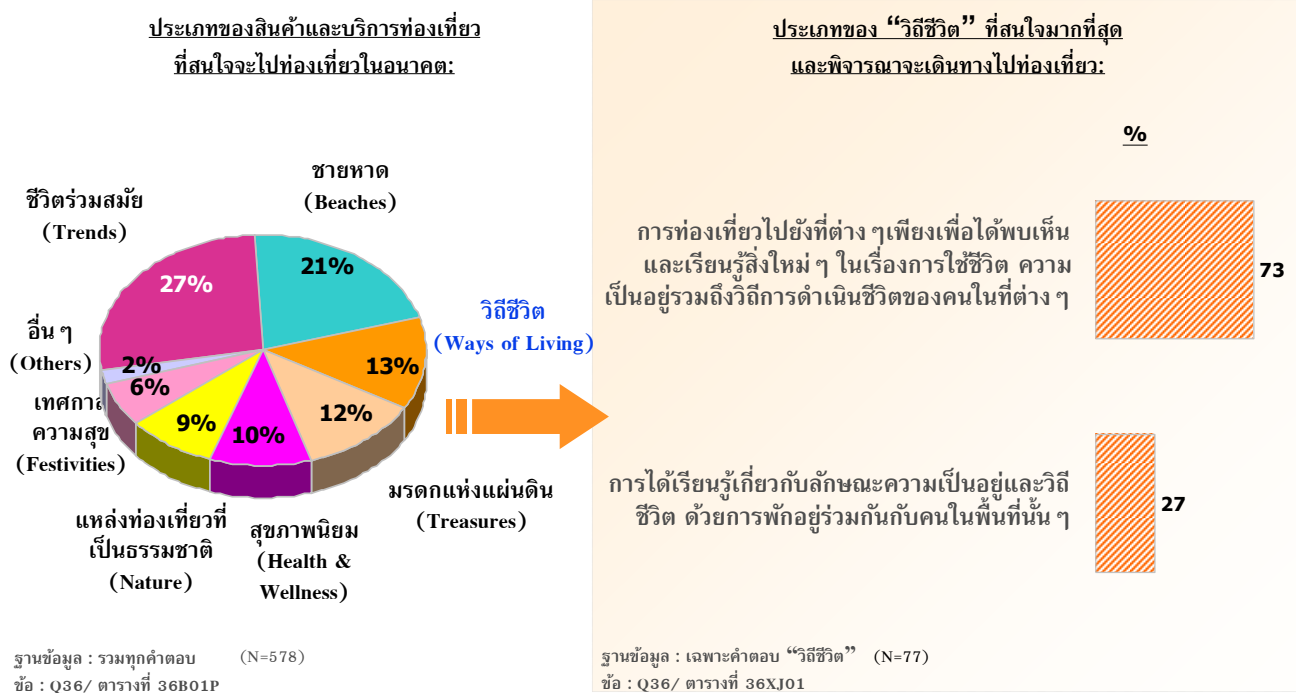 ประเภทของสินค้าและบริการท่องเที่ยว
ที่สนใจจะไปท่องเที่ยวในอนาคต:
ชายหาด
(Beaches)
ชีวิตร่วมสมัย
(Trends)
27%
21%
วิถีชีวิต
(Ways of Living)
อื่น ๆ
(Others)
2%
13%
6%
12%
9%
10%
เทศกาล
ความสุข
(Festivities)
มรดกแห่งแผ่นดิน
(Treasures)
แหล่งท่องเที่ยวที่
เป็นธรรมชาติ
(Nature)
สุขภาพนิยม
(Health &
Wellness)
ฐานข้อมูล : รวมทุกคำตอบ (N=578)
ข้อ : Q36/ ตารางที่ 36B01P
ประเภทของ “วิถีชีวิต” ที่สนใจมากที่สุด
และพิจารณาจะเดินทางไปท่องเที่ยว:
%
การท่องเที่ยวไปยังที่ต่าง ๆเพียงเพื่อได้พบเห็น
และเรียนรู้สิ่งใหม่ ๆ ในเรื่องการใช้ชีวิต ความ
เป็นอยู่รวมถึงวิถีการดำเนินชีวิตของคนในที่ต่าง ๆ
73
การได้เรียนรู้เกี่ยวกับลักษณะความเป็นอยู่และวิถี
ชีวิต ด้วยการพักอยู่ร่วมกันกับคนในพื้นที่นั้น ๆ
27
ฐานข้อมูล : เฉพาะคำตอบ “วิถีชีวิต” (N=77)
ข้อ : Q36/ ตารางที่ 36XJ01